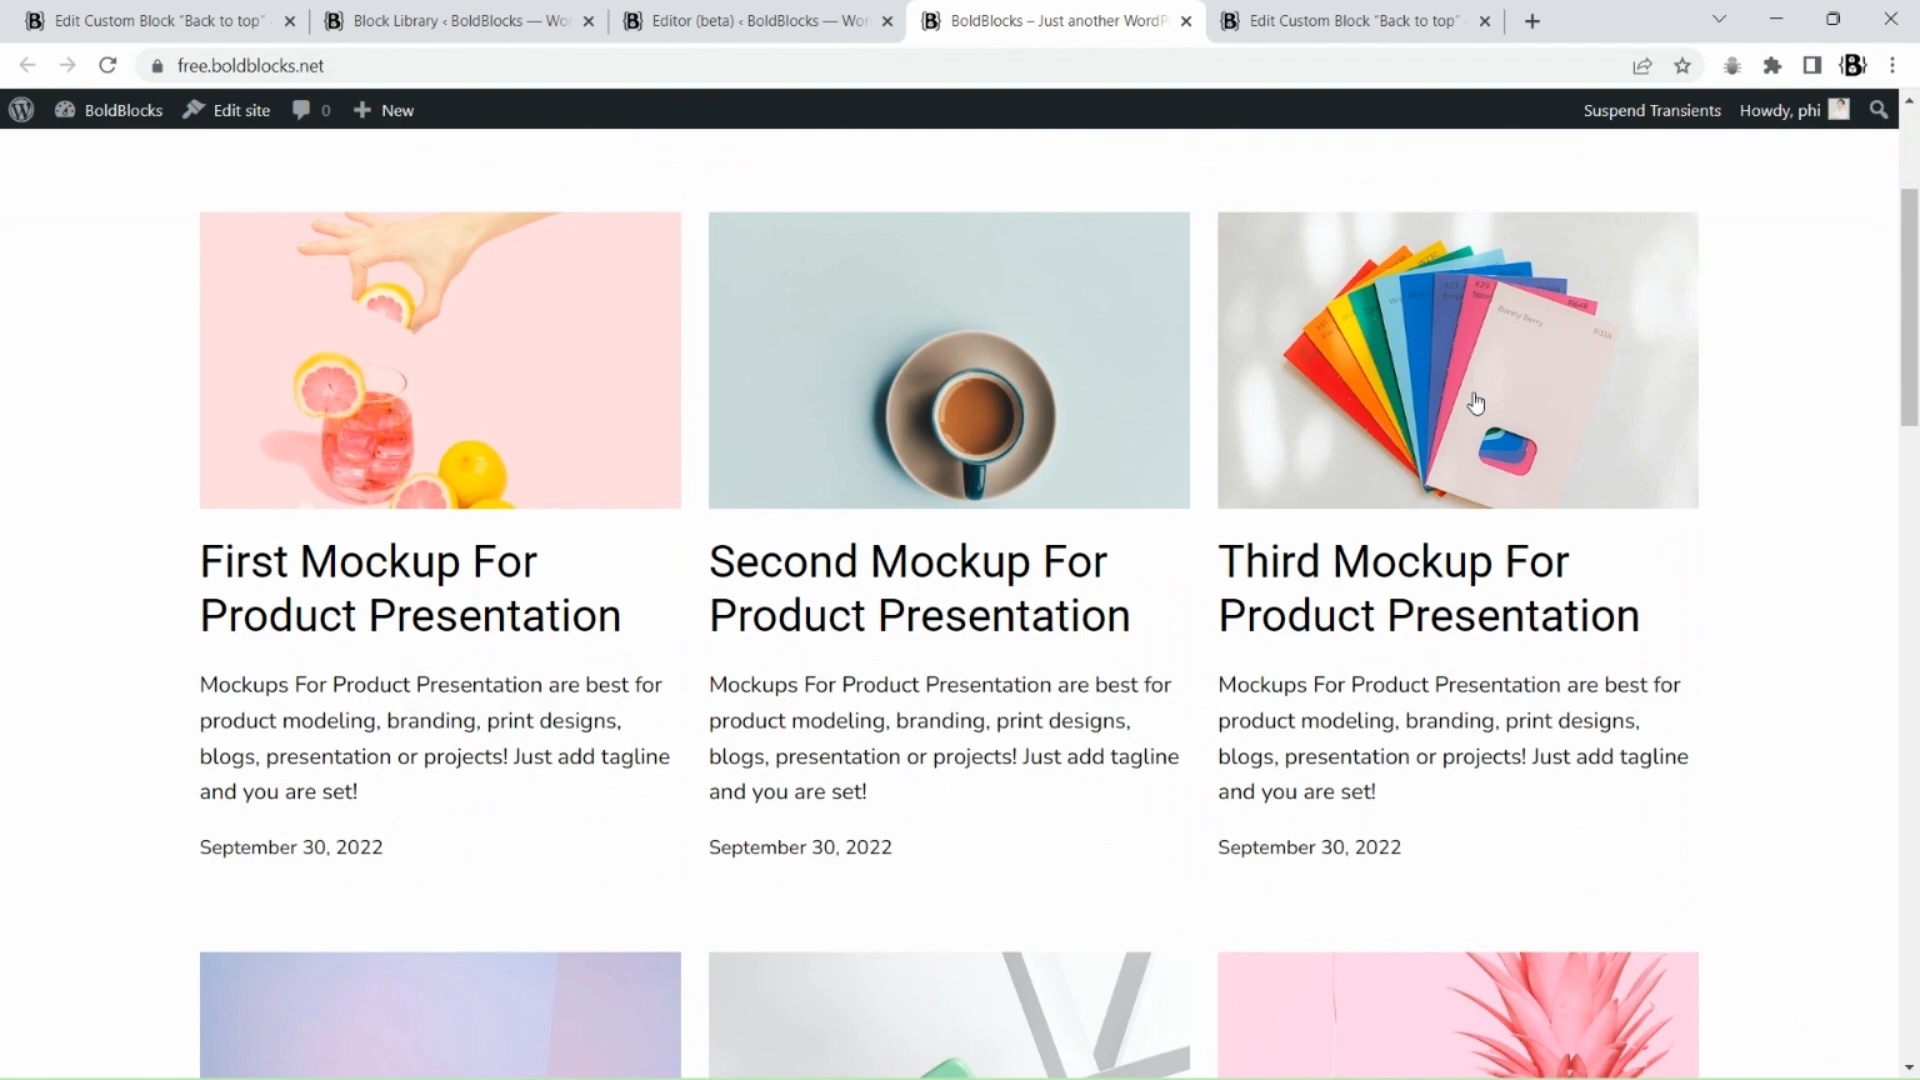 Edit Custom Block "Back to top"
Block Library ‹ BoldBlocks — Wor
Editor (beta) ‹ BoldBlocks — Wor
BoldBlocks – Just another WordP
Edit Custom Block "Back to top"
free.boldblocks.net
BoldBlocks
Edit site
0
New
Suspend Transients
Howdy, phi
Barely Berry
First Mockup For
Product Presentation
Mockups For Product Presentation are best for
product modeling, branding, print designs,
blogs, presentation or projects! Just add tagline
and you are set!
September 30, 2022
Second Mockup For
Product Presentation
Mockups For Product Presentation are best for
product modeling, branding, print designs,
blogs, presentation or projects! Just add tagline
and you are set!
September 30, 2022
Third Mockup For
Product Presentation
Mockups For Product Presentation are best for
product modeling, branding, print designs,
blogs, presentation or projects! Just add tagline
and you are set!
September 30, 2022